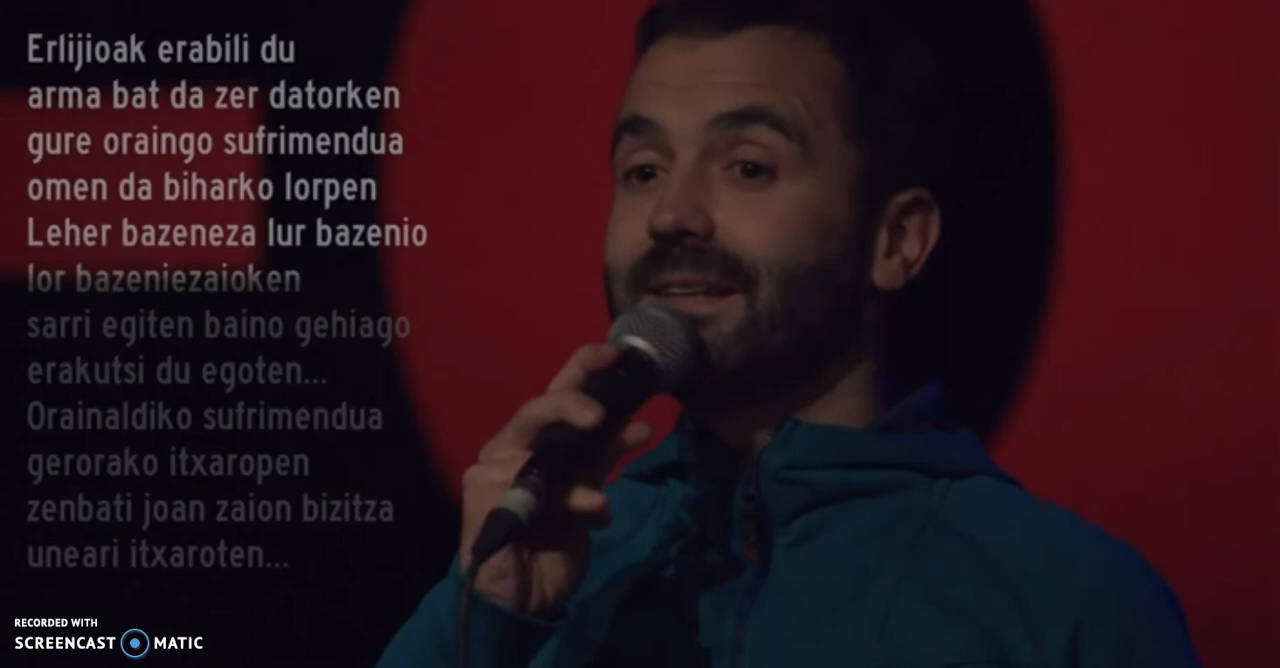 Erlijioak erabili du
arma bat da zer datorken
gure oraingo sufrimendua
omen da biharko lorpen
Leher bazeneza lur bazenio
lor bazeniezaioken
sarri egiten baino gehiago
erakutsi du egoten...
Orainaldiko sufrimendua
gerorako itxaropen
zenbati joan zaion bizitza
uneari itxaroten...
RECORDED WITH
SCREENCAST MATIC